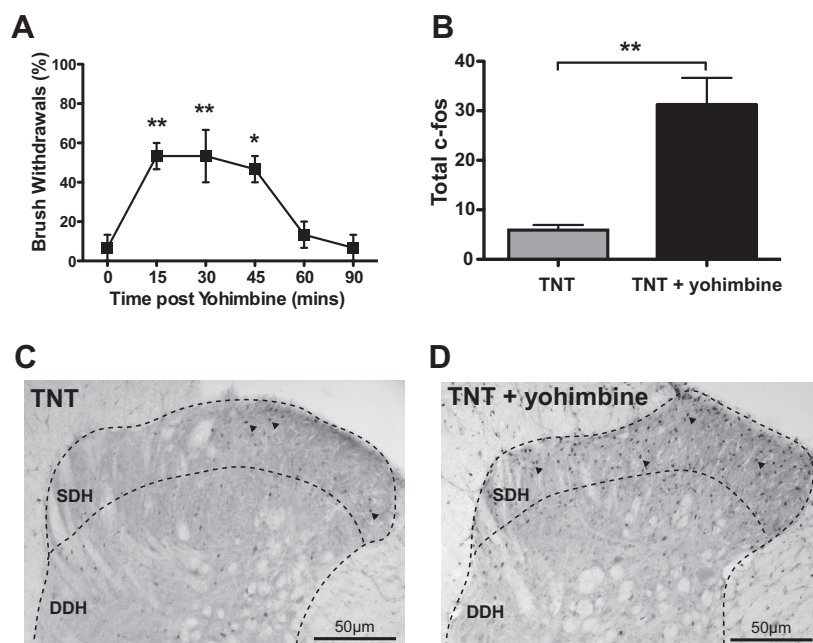 A
Brush Withdrawals (%)
100
80
60
40
20
0
** ** *
0 15 30 45 60 90
Time post Yohimbine (mins)
B
**
Total c-fos
40
30
20
10
0
TNT TNT + yohimbine
C
TNT
SDH
DDH
50µm
D
TNT + yohimbine
SDH
DDH
50µm